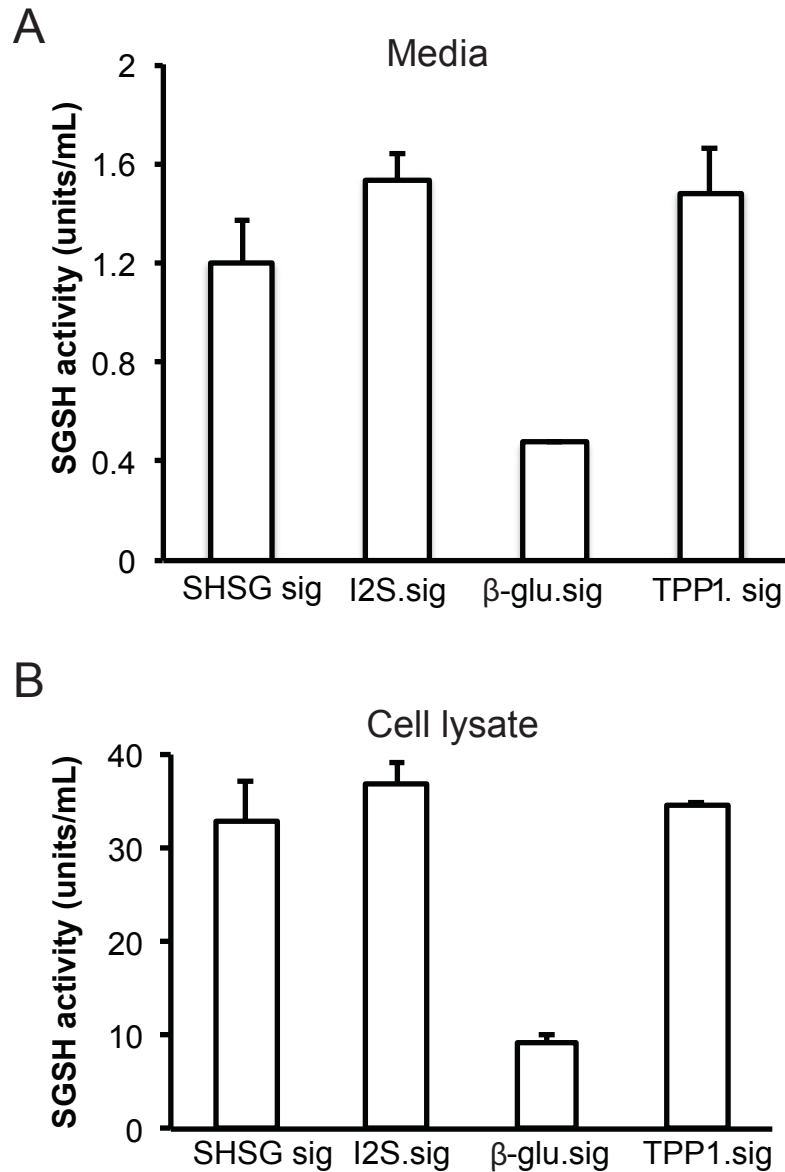 A
Media
SGSH activity (units/mL)
2
1.6
1.2
0.8
0.4
0
SHSG sig I2S.sig β-glu.sig TPP1. sig
B
Cell lysate
SGSH activity (units/mL)
40
30
20
10
0
SHSG sig I2S.sig β-glu.sig TPP1.sig